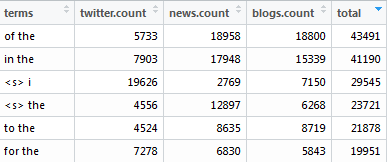 terms twitter.count news.count blogs.count total
of the 5733 18958 18800 43491
in the 7903 17948 15339 41190
<s> i 19626 2769 7150 29545
<s> the 4556 12897 6268 23721
to the 4524 8635 8719 21878
for the 7278 6830 5843 19951